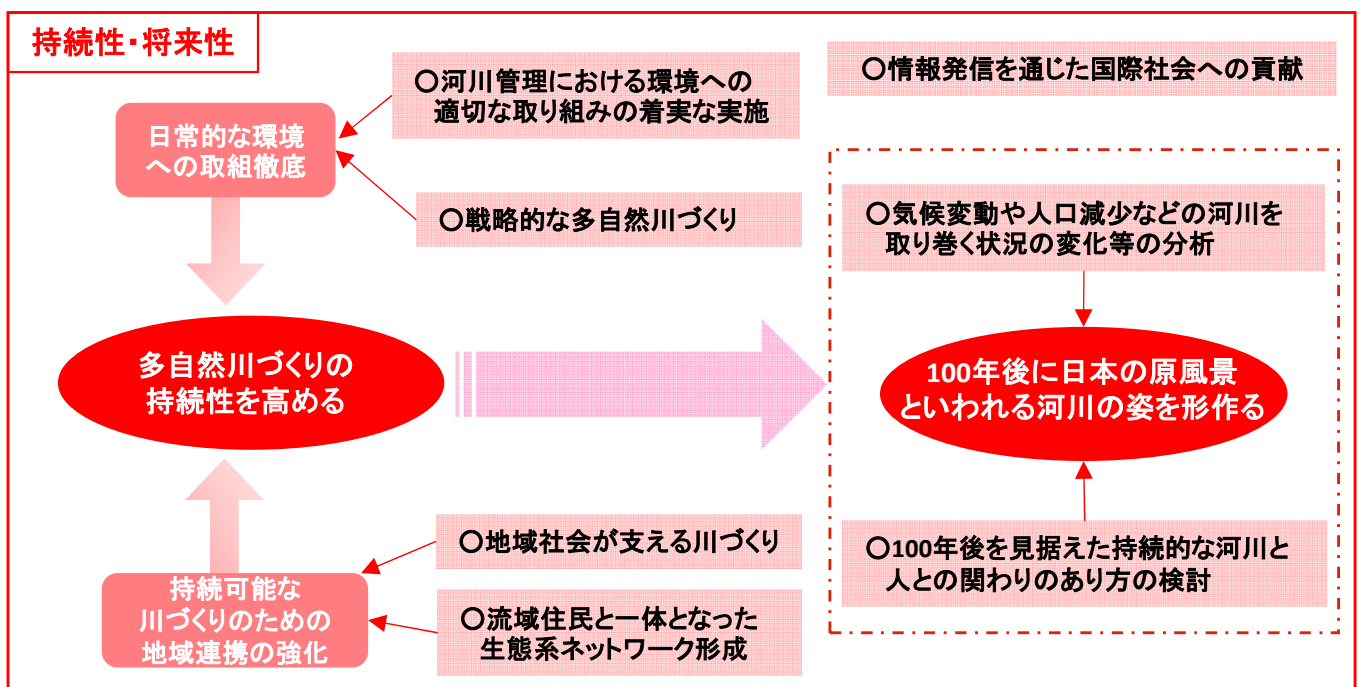 持続性・将来性
日常的な環境
への取組徹底
〇河川管理における環境への
適切な取り組みの着実な実施
〇戦略的な多自然川づくり
多自然川づくりの
持続性を高める
〇地域社会が支える川づくり
〇流域住民と一体となった
生態系ネットワーク形成
持続可能な
川づくりのための
地域連携の強化
〇情報発信を通じた国際社会への貢献
〇気候変動や人口減少などの河川を
取り巻く状況の変化等の分析
100年後に日本の原風景
といわれる河川の姿を形作る
〇100年後を見据えた持続的な河川と
人との関わりのあり方の検討